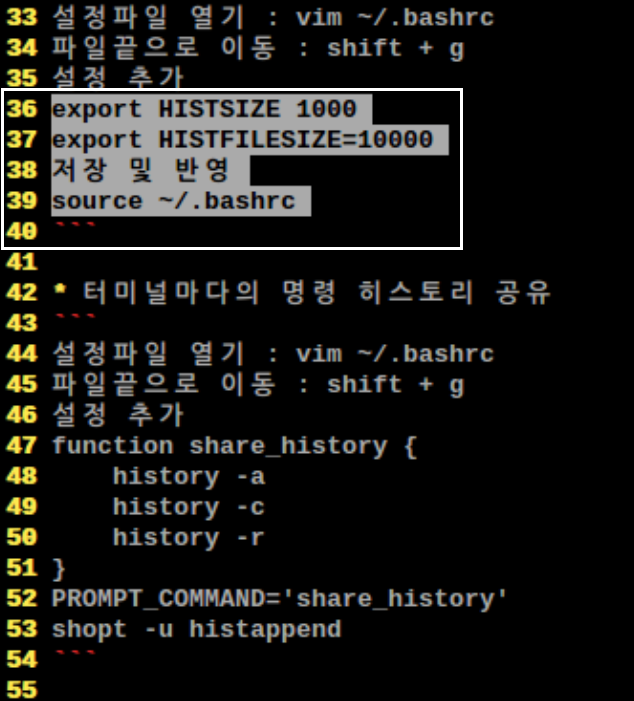 33 설정파일 열기 : vim ~/.bashrc
34 파일끝으로 이동 : shift + g
35 설정 추가
36 export HISTSIZE 1000
37 export HISTFILESIZE=10000
38 저장 및 반영
39 source ~/.bashrc
40 ```
41
42 * 터미널마다의 명령 히스토리 공유
43 ```
44 설정파일 열기 : vim ~/.bashrc
45 파일끝으로 이동 : shift + g
46 설정 추가
47 function share_history {
48     history -a
49     history -c
50     history -r
51 }
52 PROMPT_COMMAND='share_history'
53 shopt -u histappend
54 ```
55